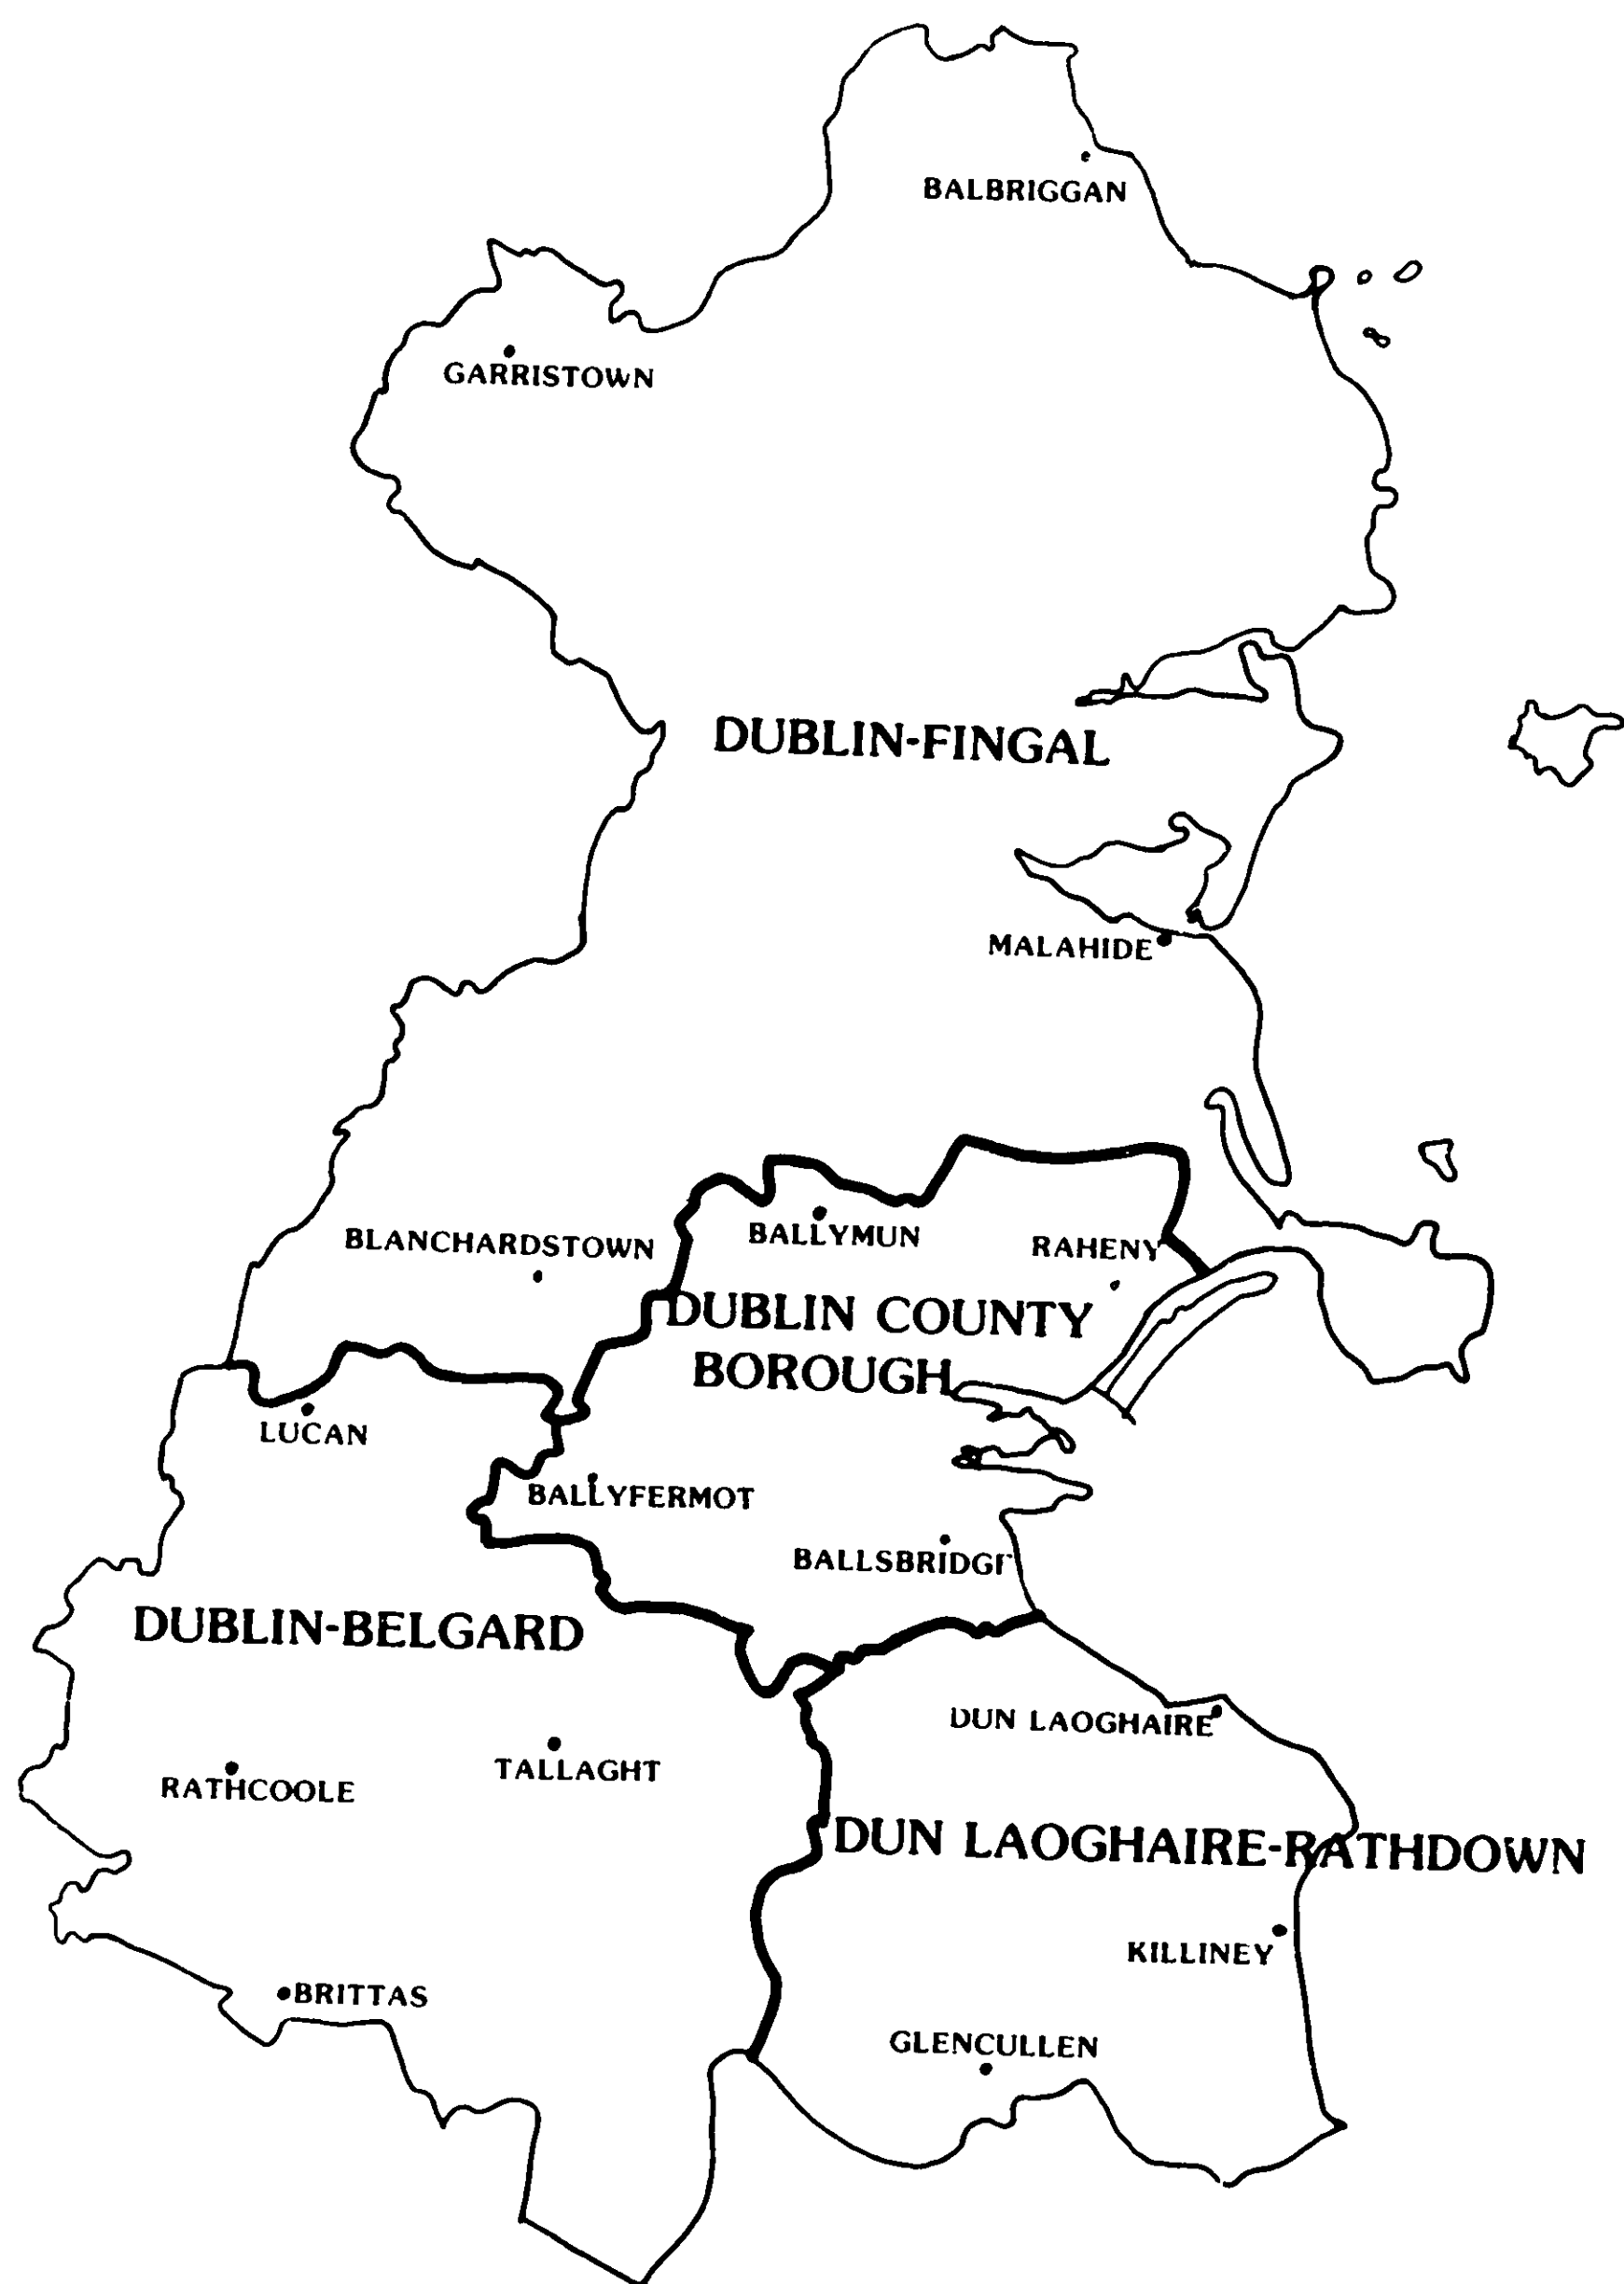 BALBRIGGAN
GARRISTOWN
DUBLIN-FINGAL
MALAHIDE
BLANCHARDSTOWN
BALLYMUN
RAHENY
DUBLIN COUNTY
BOROUGH
LUCAN
BALLYFERMOT
BALLSBRIDGE
DUBLIN-BELGARD
DUN LAOGHAIRE
TALLAGHT
RATHCOOLE
DUN LAOGHAIRE-RATHDOWN
KILLINEY
BRITTAS
GLENCULLEN